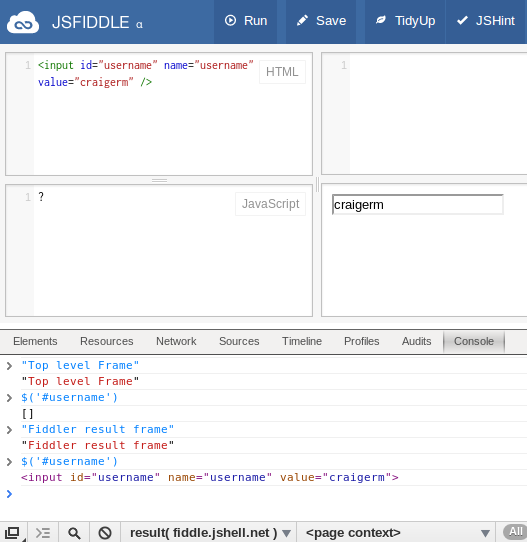 JSFIDDLE α
Run
Save
TidyUp
JSHint
1 <input id="username" name="username"
value="craigerm" />
HTML
1
1 ?
JavaScript
craigerm
Elements Resources Network Sources Timeline Profiles Audits Console
> "Top level Frame"
"Top level Frame"
> $('#username')
[]
> "Fiddler result frame"
"Fiddler result frame"
> $('#username')
<input id="username" name="username" value="craigerm">
>
result( fiddle.jshell.net ) ▼ <page context> ▼ All